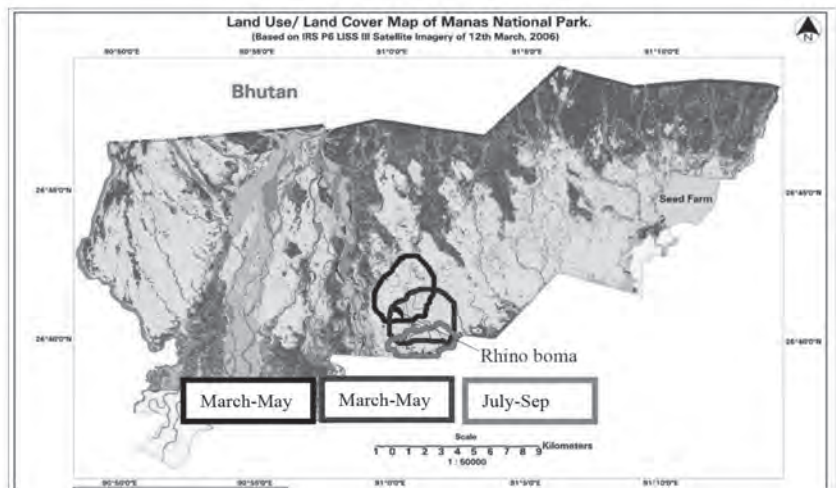 Land Use/ Land Cover Map of Manas National Park.
(Based on IRS P6 LISS III Satellite Imagery of 12th March, 2006)
N
90°50'0"E 90°55'0"E 91°0'0"E 91°5'0"E 91°10'0"E
Bhutan
26°45'0"N 26°45'0"N
Seed Farm
26°40'0"N 26°40'0"N
Rhino boma
March-May March-May July-Sep
Scale
1 0 1 2 3 4 5 6 7 8 9 Kilometers
1 : 50000
90°50'0"E 90°55'0"E 91°0'0"E 91°5'0"E 91°10'0"E